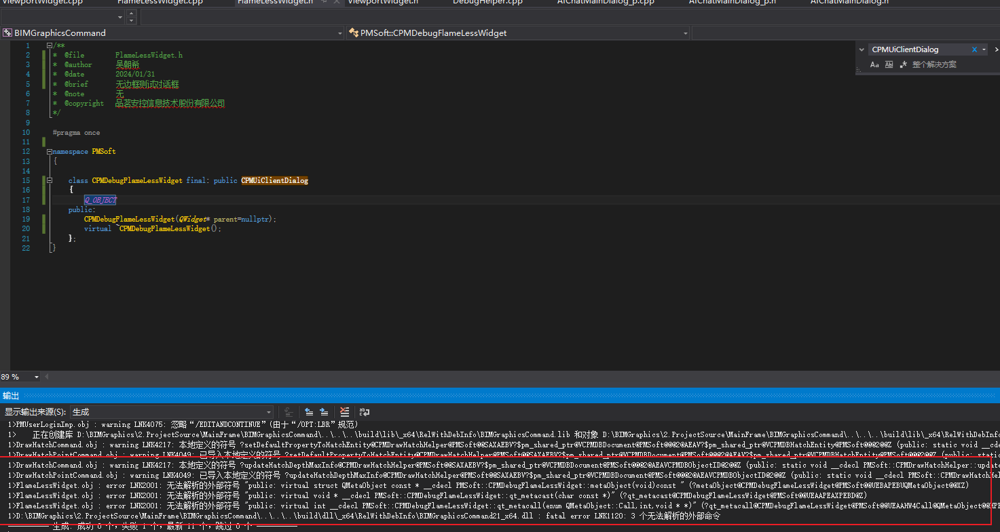 ViewportWidget.cpp FlameLessWidget.cpp FlameLessWidget.h ViewportWidget.h DebugHelper.cpp AIChatMainDialog_p.cpp AIChatMainDialog_p.h AIChatMainDialog.h
BIMGraphicsCommand PMSoft::CPMDebugFlameLessWidget
CPMUiClientDialog
Aa Ab 整个解决方案
1 /**
2 * @file FlameLessWidget.h
3 * @author 吴朝希
4 * @date 2024/01/31
5 * @brief 无边框测试对话框
6 * @note 无
7 * @copyright 品茗安控信息技术股份有限公司
8 */
9
10 #pragma once
11
12 namespace PMSoft
13 {
14
15 class CPMDebugFlameLessWidget final: public CPMUiClientDialog
16 {
17 Q_OBJECT
18 public:
19 CPMDebugFlameLessWidget(QWidget* parent=nullptr);
20 virtual ~CPMDebugFlameLessWidget();
21 };
22 }
89 %
输出
显示输出来源(S): 生成
1>PMUserLoginImp.obj : warning LNK4075: 忽略“/EDITANDCONTINUE”(由于“/OPT:LBR”规范)
1> 正在创建库 D:\BIMGraphics\2.ProjectSource\MainFrame\BIMGraphicsCommand\..\..\..\build\lib\_x64\RelWithDebInfo\BIMGraphicsCommand.lib 和对象 D:\BIMGraphics\2.ProjectSource\MainFrame\BIMGraphicsCommand\..\..\..\build\lib\_x64\RelWithDebInfo
1>DrawHatchCommand.obj : warning LNK4217: 本地定义的符号 ?setDefaultPropertyToHatchEntity@CPMDrawHatchHelper@PMSoft@@SAXAEBV?$pm_shared_ptr@VCPMDBDocument@PMSoft@@@2@AEAV?$pm_shared_ptr@VCPMDBHatchEntity@PMSoft@@@2@@Z (public: static void __cde
1>DrawHatchPointCommand.obj : warning LNK4049: 已导入本地定义的符号 ?setDefaultPropertyToHatchEntity@CPMDrawHatchHelper@PMSoft@@SAXAEBV?$pm_shared_ptr@VCPMDBDocument@PMSoft@@@2@AEAV?$pm_shared_ptr@VCPMDBHatchEntity@PMSoft@@@2@@Z (public: static
1>DrawHatchCommand.obj : warning LNK4217: 本地定义的符号 ?updateHatchDepthMaxInfo@CPMDrawHatchHelper@PMSoft@@SAXAEBV?$pm_shared_ptr@VCPMDBDocument@PMSoft@@@2@AEAVCPMDBObjectID@2@@Z (public: static void __cdecl PMSoft::CPMDrawHatchHelper::update
1>DrawHatchPointCommand.obj : warning LNK4049: 已导入本地定义的符号 ?updateHatchDepthMaxInfo@CPMDrawHatchHelper@PMSoft@@SAXAEBV?$pm_shared_ptr@VCPMDBDocument@PMSoft@@@2@AEAVCPMDBObjectID@2@@Z (public: static void __cdecl PMSoft::CPMDrawHatchHel
1>FlameLessWidget.obj : error LNK2001: 无法解析的外部符号 "public: virtual struct QMetaObject const * __cdecl PMSoft::CPMDebugFlameLessWidget::metaObject(void)const " (?metaObject@CPMDebugFlameLessWidget@PMSoft@@UEBAPEBUQMetaObject@@XZ)
1>FlameLessWidget.obj : error LNK2001: 无法解析的外部符号 "public: virtual void * __cdecl PMSoft::CPMDebugFlameLessWidget::qt_metacast(char const *)" (?qt_metacast@CPMDebugFlameLessWidget@PMSoft@@UEAAPEAXPEBD@Z)
1>FlameLessWidget.obj : error LNK2001: 无法解析的外部符号 "public: virtual int __cdecl PMSoft::CPMDebugFlameLessWidget::qt_metacall(enum QMetaObject::Call,int,void * *)" (?qt_metacall@CPMDebugFlameLessWidget@PMSoft@@UEAAHW4Call@QMetaObject@@
1>D:\BIMGraphics\2.ProjectSource\MainFrame\BIMGraphicsCommand\..\..\..\build\dll\_x64\RelWithDebInfo\BIMGraphicsCommand21_x64.dll : fatal error LNK1120: 3 个无法解析的外部命令
========== 生成: 成功 0 个，失败 1 个，最新 11 个，跳过 0 个 ==========